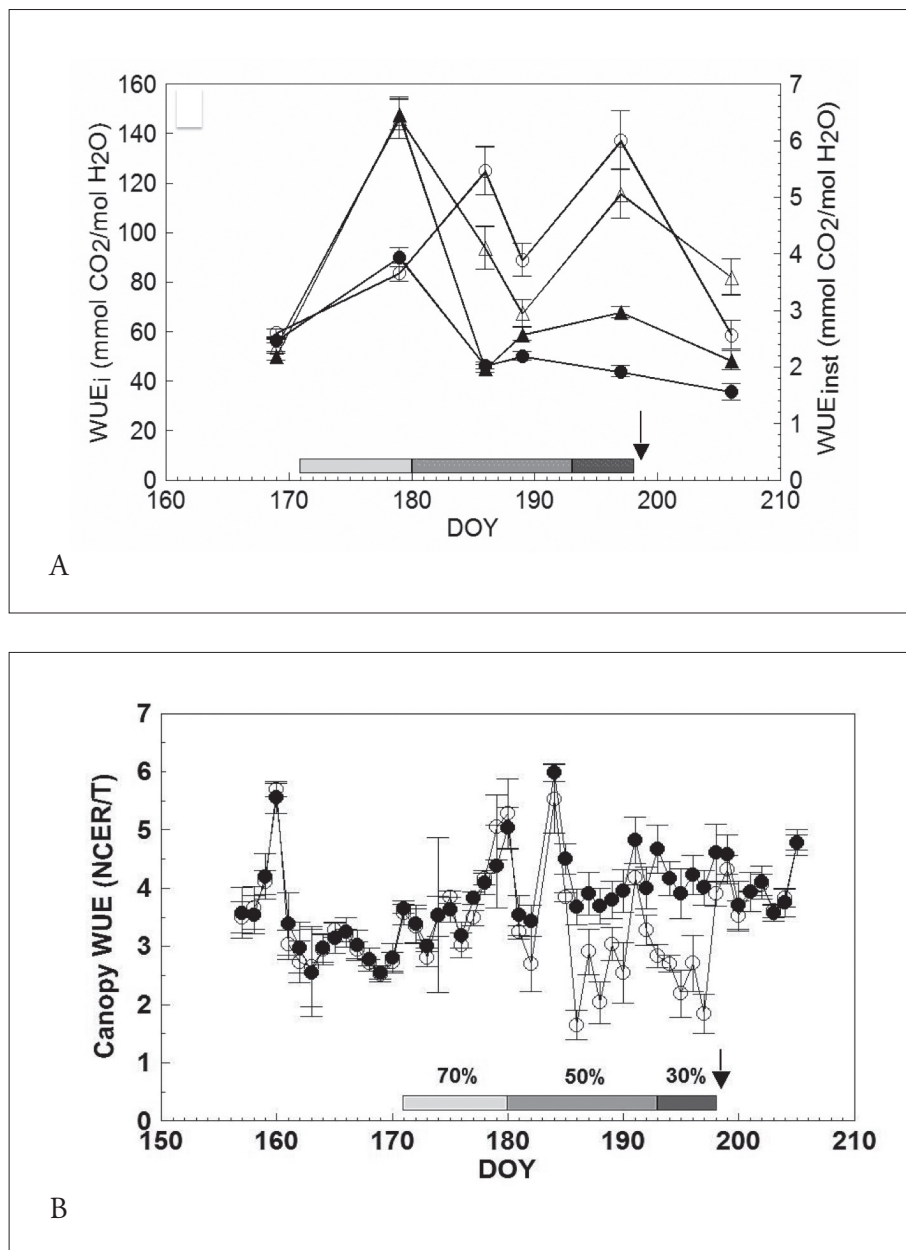 160
140
120
100
80
60
40
20
0
WUEi (mmol CO2/mol H2O)
7
6
5
4
3
2
1
0
WUEinst (mmol CO2/mol H2O)
160 170 180 190 200 210
DOY
A
7
6
5
4
3
2
1
0
Canopy WUE (NCER/T)
70% 50% 30%
150 160 170 180 190 200 210
DOY
B